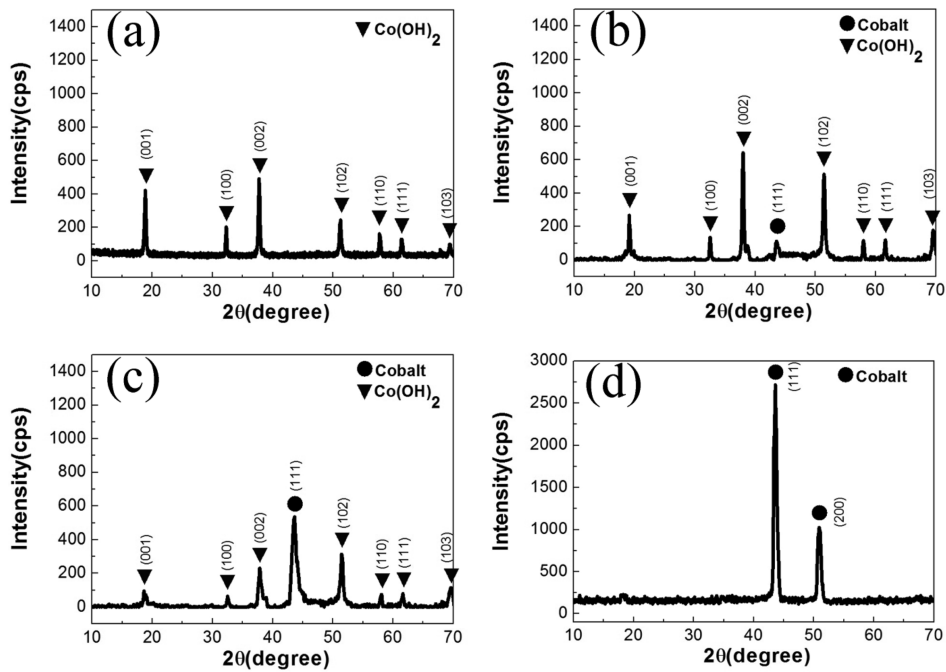 (a)
Co(OH)2
1400
1200
1000
800
600
400
200
0
Intensity(cps)
(001)
(100)
(002)
(102)
(110)
(111)
(103)
10 20 30 40 50 60 70
2θ(degree)
(b)
Cobalt
Co(OH)2
1400
1200
1000
800
600
400
200
0
Intensity(cps)
(001)
(100)
(002)
(111)
(102)
(110)
(111)
(103)
10 20 30 40 50 60 70
2θ(degree)
(c)
Cobalt
Co(OH)2
1400
1200
1000
800
600
400
200
0
Intensity(cps)
(001)
(100)
(002)
(111)
(102)
(110)
(111)
(103)
10 20 30 40 50 60 70
2θ(degree)
(d)
Cobalt
3000
2500
2000
1500
1000
500
0
Intensity(cps)
(111)
(200)
10 20 30 40 50 60 70
2θ(degree)